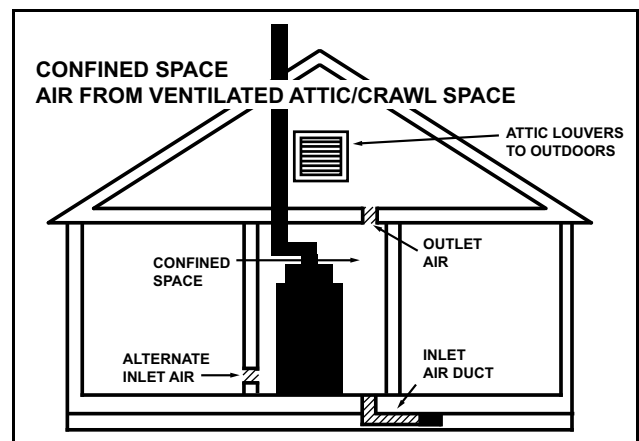 CONFINED SPACE
AIR FROM VENTILATED ATTIC/CRAWL SPACE
ATTIC LOUVERS
TO OUTDOORS
OUTLET
AIR
CONFINED
SPACE
ALTERNATE
INLET AIR
INLET
AIR DUCT